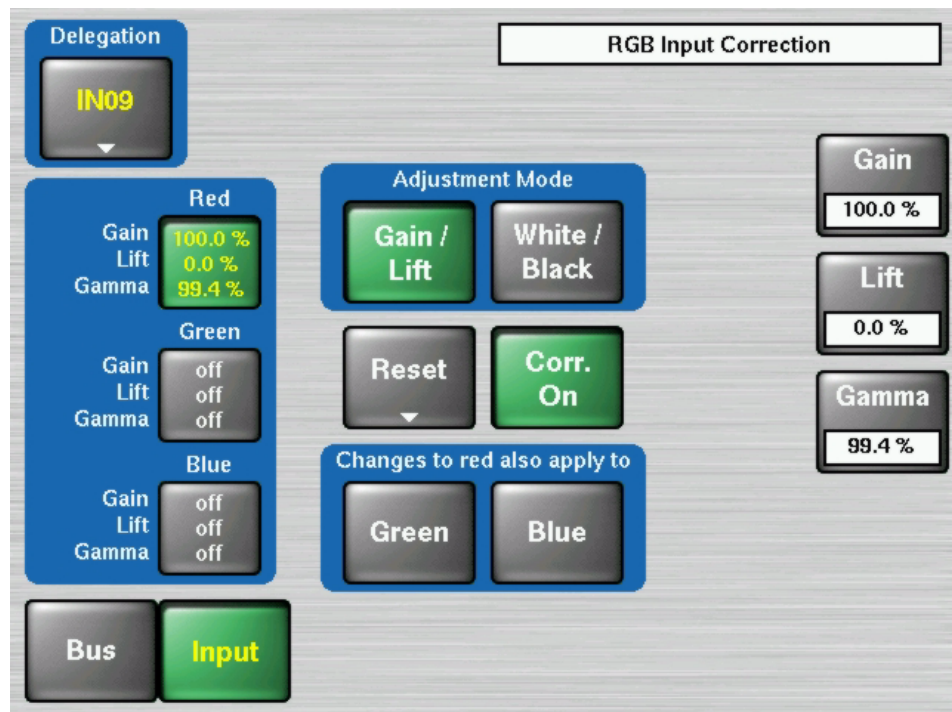 Delegation
IN09
RGB Input Correction
Red
Gain 100.0 %
Lift 0.0 %
Gamma 99.4 %
Green
Gain off
Lift off
Gamma off
Blue
Gain off
Lift off
Gamma off
Bus
Input
Adjustment Mode
Gain /
Lift
White /
Black
Reset
Corr.
On
Changes to red also apply to
Green
Blue
Gain
100.0 %
Lift
0.0 %
Gamma
99.4 %